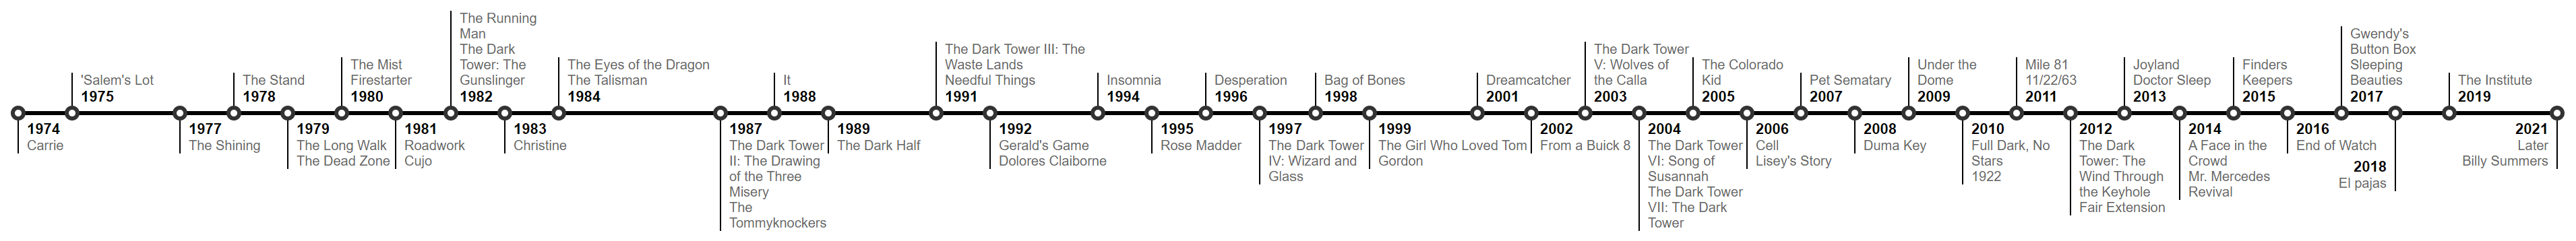 1974
Carrie
'Salem's Lot
1975
1977
The Shining
The Stand
1978
1979
The Long Walk
The Dead Zone
The Mist
Firestarter
1980
1981
Roadwork
Cujo
The Running
Man
The Dark
Tower: The
Gunslinger
1982
1983
Christine
The Eyes of the Dragon
The Talisman
1984
1987
The Dark Tower
II: The Drawing
of the Three
Misery
The
Tommyknockers
It
1988
1989
The Dark Half
The Dark Tower III: The
Waste Lands
Needful Things
1991
1992
Gerald's Game
Dolores Claiborne
Insomnia
1994
1995
Rose Madder
Desperation
1996
1997
The Dark Tower
IV: Wizard and
Glass
Bag of Bones
1998
1999
The Girl Who Loved Tom
Gordon
Dreamcatcher
2001
2002
From a Buick 8
The Dark Tower
V: Wolves of
the Calla
2003
2004
The Dark Tower
VI: Song of
Susannah
The Dark Tower
VII: The Dark
Tower
The Colorado
Kid
2005
2006
Cell
Lisey's Story
Pet Sematary
2007
2008
Duma Key
Under the
Dome
2009
2010
Full Dark, No
Stars
1922
Mile 81
11/22/63
2011
2012
The Dark
Tower: The
Wind Through
the Keyhole
Fair Extension
Joyland
Doctor Sleep
2013
2014
A Face in the
Crowd
Mr. Mercedes
Revival
Finders
Keepers
2015
2016
End of Watch
Gwendy's
Button Box
Sleeping
Beauties
2017
2018
El pajas
The Institute
2019
2021
Later
Billy Summers